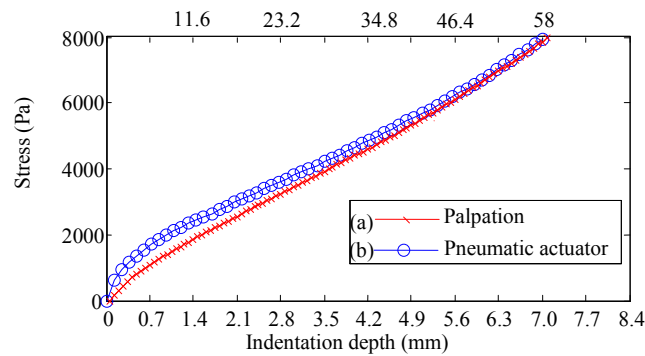 11.6 23.2 34.8 46.4 58
8000
6000
4000
2000
0
Stress (Pa)
(a) Palpation
(b) Pneumatic actuator
0 0.7 1.4 2.1 2.8 3.5 4.2 4.9 5.6 6.3 7.0 7.7 8.4
Indentation depth (mm)